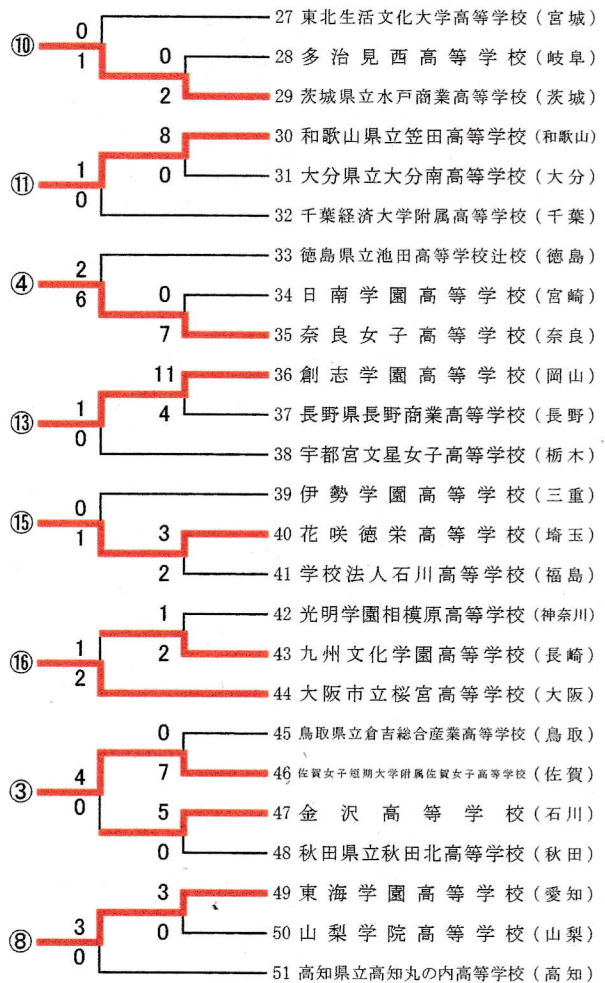 27 東北生活文化大学高等学校 (宮城)
0
⑩
1
0
28 多治見西高等学校 (岐阜)
2
29 茨城県立水戸商業高等学校 (茨城)
8
30 和歌山県立笠田高等学校 (和歌山)
1
⑪
0
0
31 大分県立大分南高等学校 (大分)
32 千葉経済大学附属高等学校 (千葉)
33 徳島県立池田高等学校辻校 (徳島)
2
④
6
0
34 日南学園高等学校 (宮崎)
7
35 奈良女子高等学校 (奈良)
11
36 創志学園高等学校 (岡山)
1
⑬
0
4
37 長野県長野商業高等学校 (長野)
38 宇都宮文星女子高等学校 (栃木)
39 伊勢学園高等学校 (三重)
0
⑮
1
3
40 花咲徳栄高等学校 (埼玉)
2
41 学校法人石川高等学校 (福島)
1
42 光明学園相模原高等学校 (神奈川)
1
⑯
2
2
43 九州文化学園高等学校 (長崎)
44 大阪市立桜宮高等学校 (大阪)
0
45 鳥取県立倉吉総合産業高等学校 (鳥取)
7
46 佐賀女子短期大学附属佐賀女子高等学校 (佐賀)
4
③
0
5
47 金沢高等学校 (石川)
0
48 秋田県立秋田北高等学校 (秋田)
3
49 東海学園高等学校 (愛知)
3
⑧
0
0
50 山梨学院高等学校 (山梨)
51 高知県立高知丸の内高等学校 (高知)